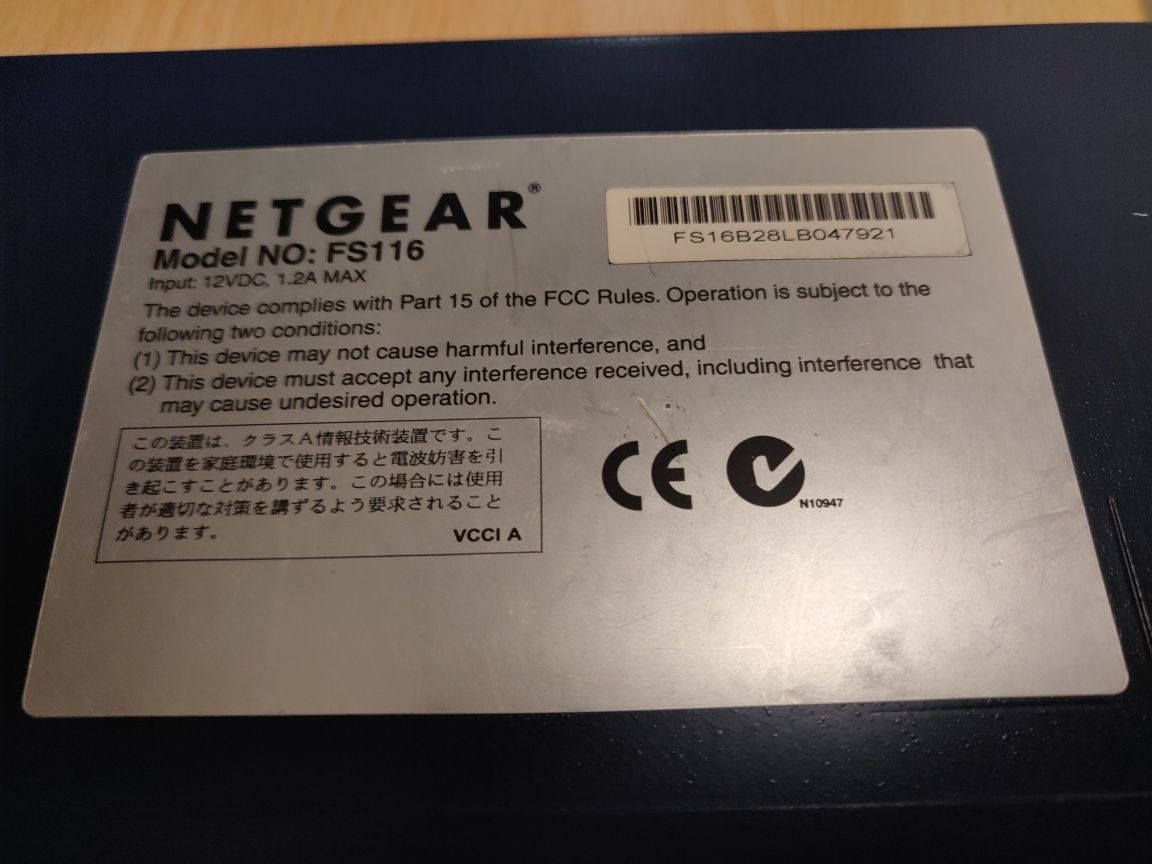 NETGEAR®
FS16B28LB047921
Model NO: FS116
Input: 12VDC, 1.2A MAX
The device complies with Part 15 of the FCC Rules. Operation is subject to the
following two conditions:
(1) This device may not cause harmful interference, and
(2) This device must accept any interference received, including interference that
may cause undesired operation.
この装置は、クラスA情報技術装置です。こ
の装置を家庭環境で使用すると電波妨害を引
き起こすことがあります。この場合には使用
者が適切な対策を講ずるよう要求されること
があります。
VCCI A
CE
N10947